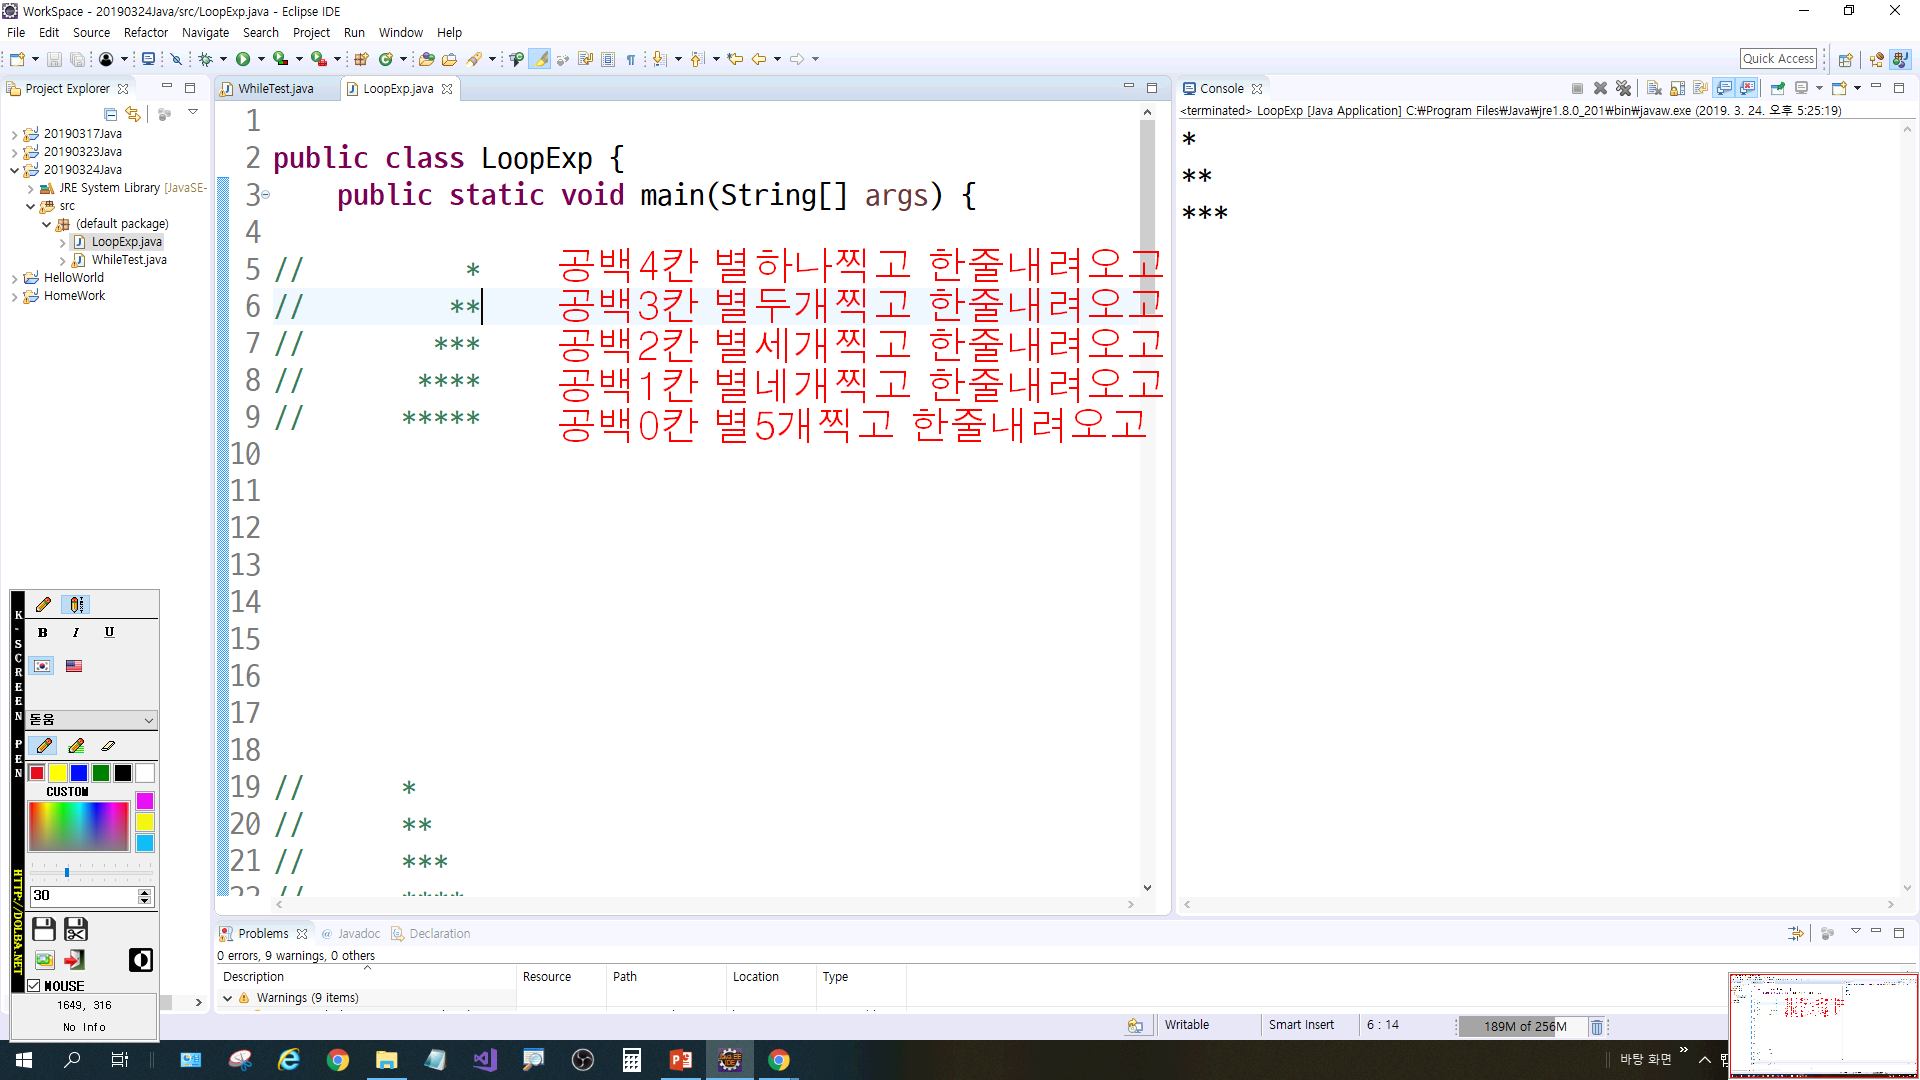 WorkSpace - 20190324Java/src/LoopExp.java - Eclipse IDE
File Edit Source Refactor Navigate Search Project Run Window Help
Quick Access
Project Explorer
20190317Java
20190323Java
20190324Java
JRE System Library [JavaSE-
src
(default package)
LoopExp.java
WhileTest.java
HelloWorld
HomeWork
WhileTest.java LoopExp.java
1
2 public class LoopExp {
3 public static void main(String[] args) {
4
5 // * 공백4칸 별하나찍고 한줄내려오고
6 // ** 공백3칸 별두개찍고 한줄내려오고
7 // *** 공백2칸 별세개찍고 한줄내려오고
8 // **** 공백1칸 별네개찍고 한줄내려오고
9 // ***** 공백0칸 별5개찍고 한줄내려오고
10
11
12
13
14
15
16
17
18
19 // *
20 // **
21 // ***
22 // ****
Console
<terminated> LoopExp [Java Application] C:₩Program Files₩Java₩jre1.8.0_201₩bin₩javaw.exe (2019. 3. 24. 오후 5:25:19)
*
**
***
K-SCREEN PEN
HTTP://DOLBA.NET
B I U
돋움
CUSTOM
30
MOUSE
1649, 316
No Info
Problems @ Javadoc Declaration
0 errors, 9 warnings, 0 others
Description Resource Path Location Type
Warnings (9 items)
Writable Smart Insert 6 : 14 189M of 256M
바탕 화면